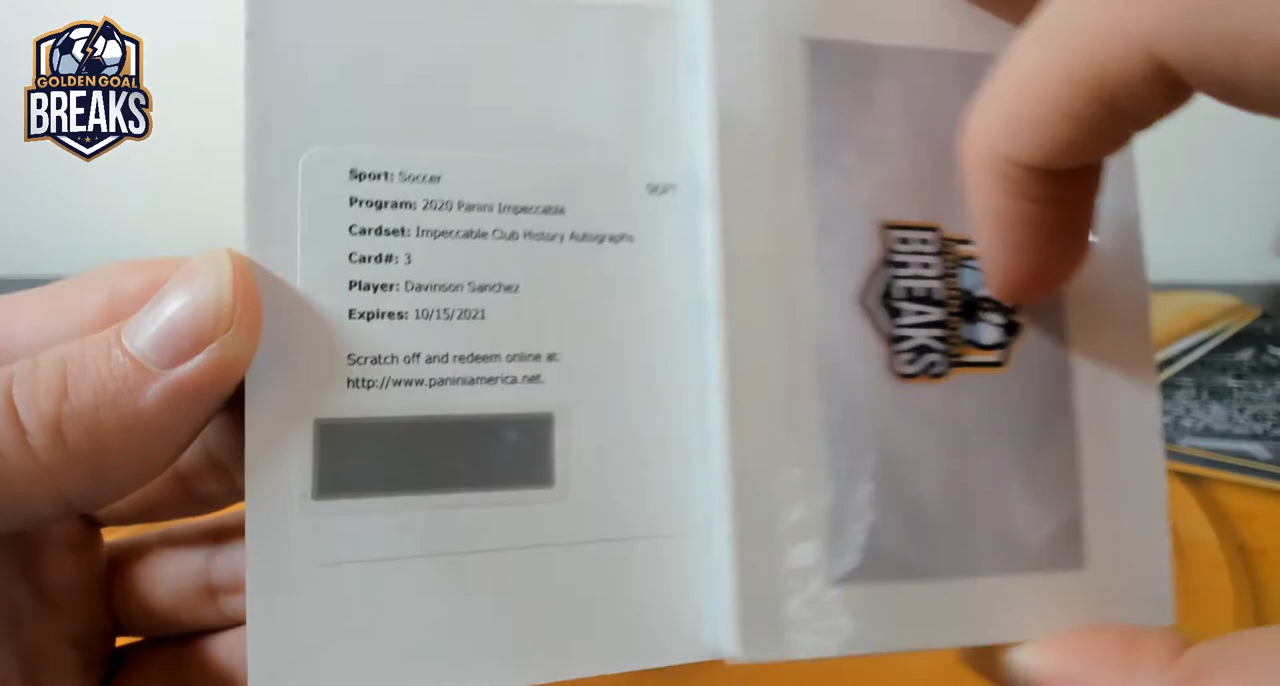 GOLDEN GOAL
BREAKS
Sport: Soccer
Program: 2020 Panini Impeccable
Cardset: Impeccable Club History Autographs
Card#: 3
Player: Davinson Sanchez
Expires: 10/15/2021
Scratch off and redeem online at:
http://www.paniniamerica.net.
BREAKS